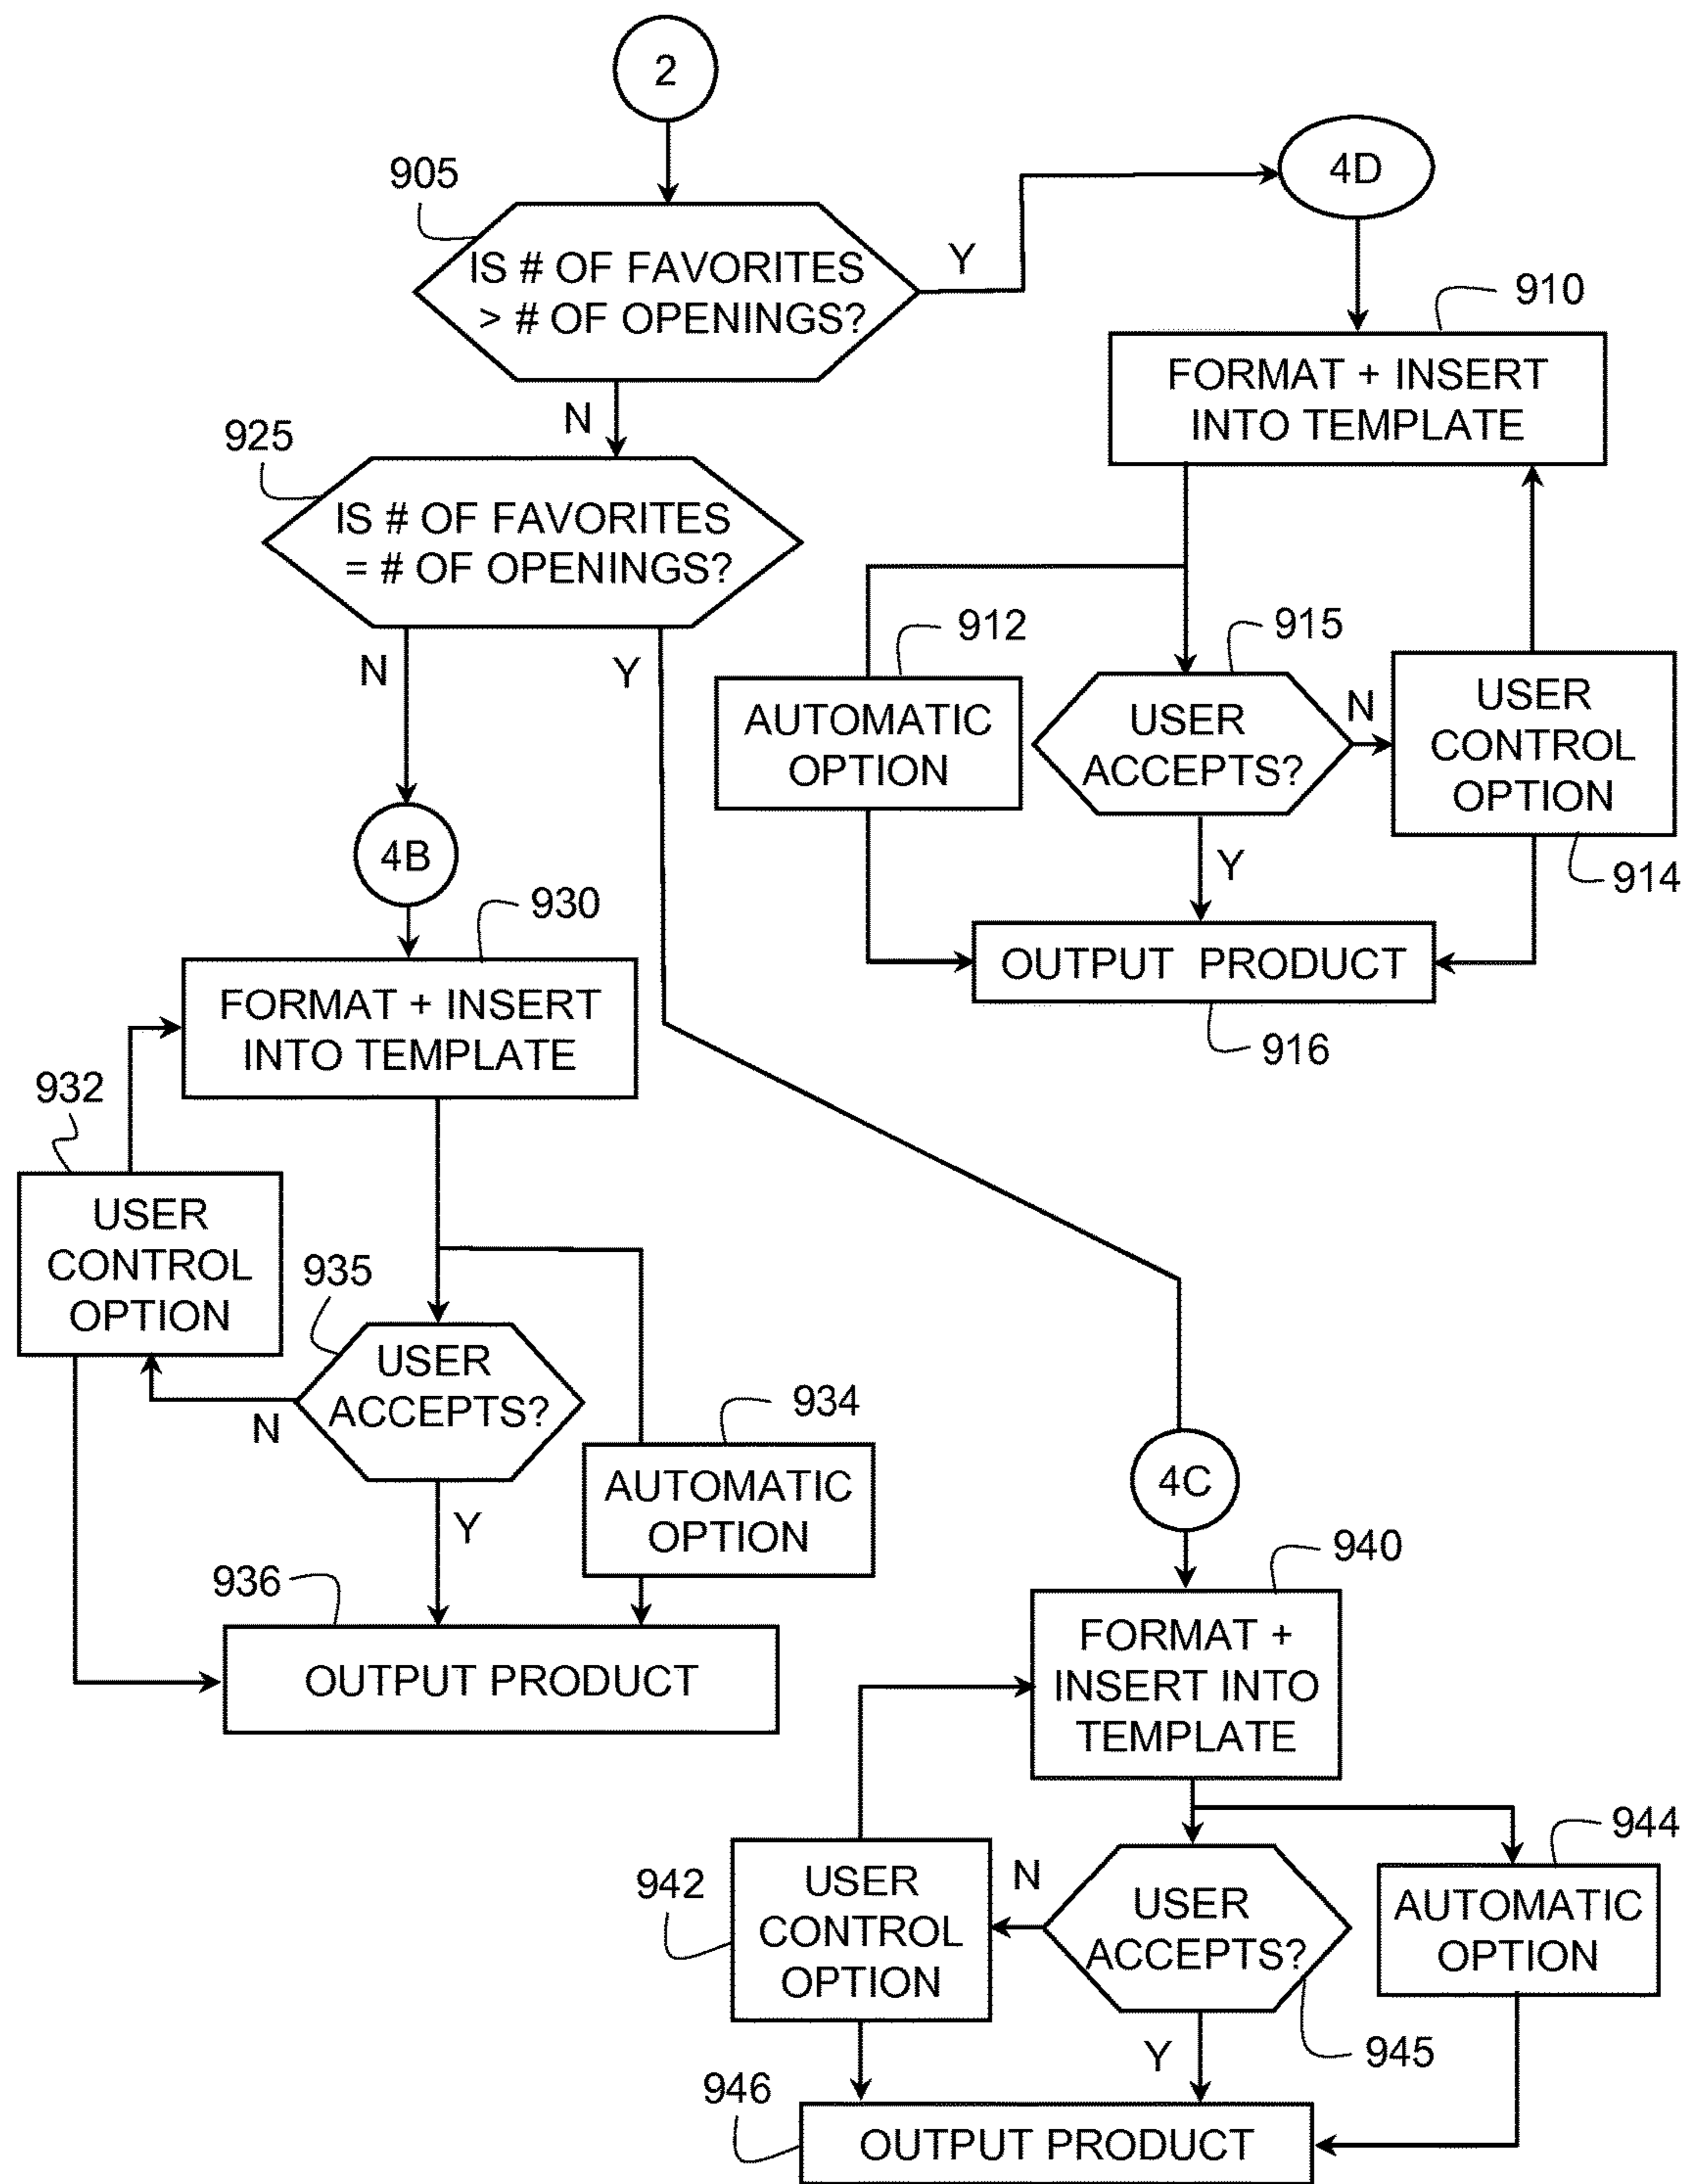 2
905
IS # OF FAVORITES
> # OF OPENINGS?
Y
N
4D
910
FORMAT + INSERT
INTO TEMPLATE
912
AUTOMATIC
OPTION
915
USER
ACCEPTS?
N
Y
USER
CONTROL
OPTION
914
OUTPUT PRODUCT
916
925
IS # OF FAVORITES
= # OF OPENINGS?
N
Y
4B
930
FORMAT + INSERT
INTO TEMPLATE
932
USER
CONTROL
OPTION
935
USER
ACCEPTS?
N
Y
934
AUTOMATIC
OPTION
936
OUTPUT PRODUCT
4C
940
FORMAT +
INSERT INTO
TEMPLATE
942
USER
CONTROL
OPTION
N
USER
ACCEPTS?
Y
945
944
AUTOMATIC
OPTION
946
OUTPUT PRODUCT